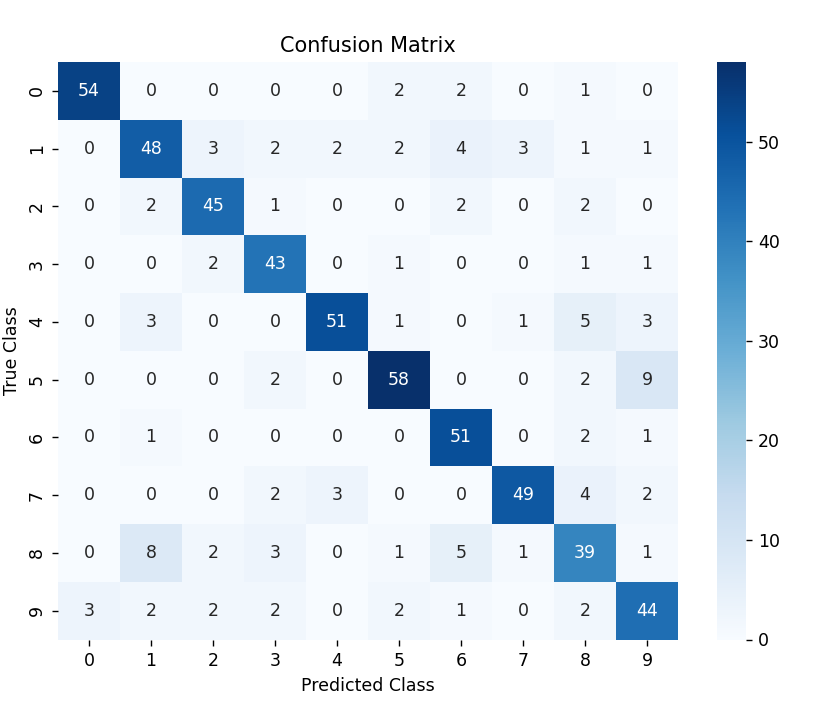 Confusion Matrix
0 54 0 0 0 0 2 2 0 1 0
1 0 48 3 2 2 2 4 3 1 1
2 0 2 45 1 0 0 2 0 2 0
3 0 0 2 43 0 1 0 0 1 1
4 0 3 0 0 51 1 0 1 5 3
5 0 0 0 2 0 58 0 0 2 9
6 0 1 0 0 0 0 51 0 2 1
7 0 0 0 2 3 0 0 49 4 2
8 0 8 2 3 0 1 5 1 39 1
9 3 2 2 2 0 2 1 0 2 44
0 1 2 3 4 5 6 7 8 9
Predicted Class
True Class
50
40
30
20
10
0